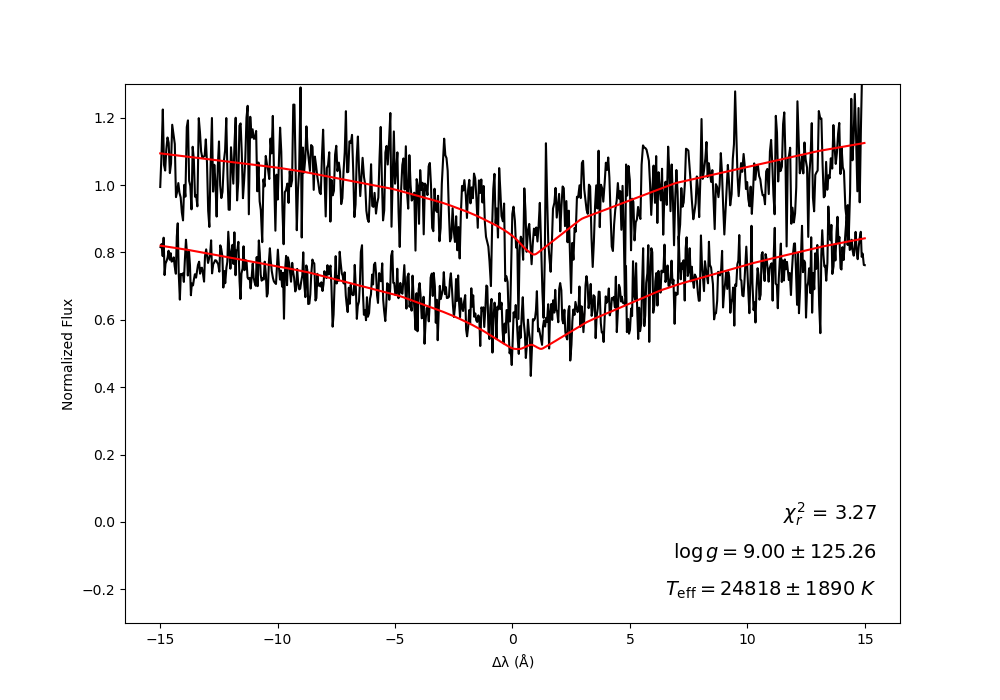 1.2
1.0
0.8
0.6
0.4
0.2
0.0
−0.2
Normalized Flux
χ²ᵣ = 3.27
log g = 9.00 ± 125.26
T_eff = 24818 ± 1890 K
−15 −10 −5 0 5 10 15
Δλ (Å)